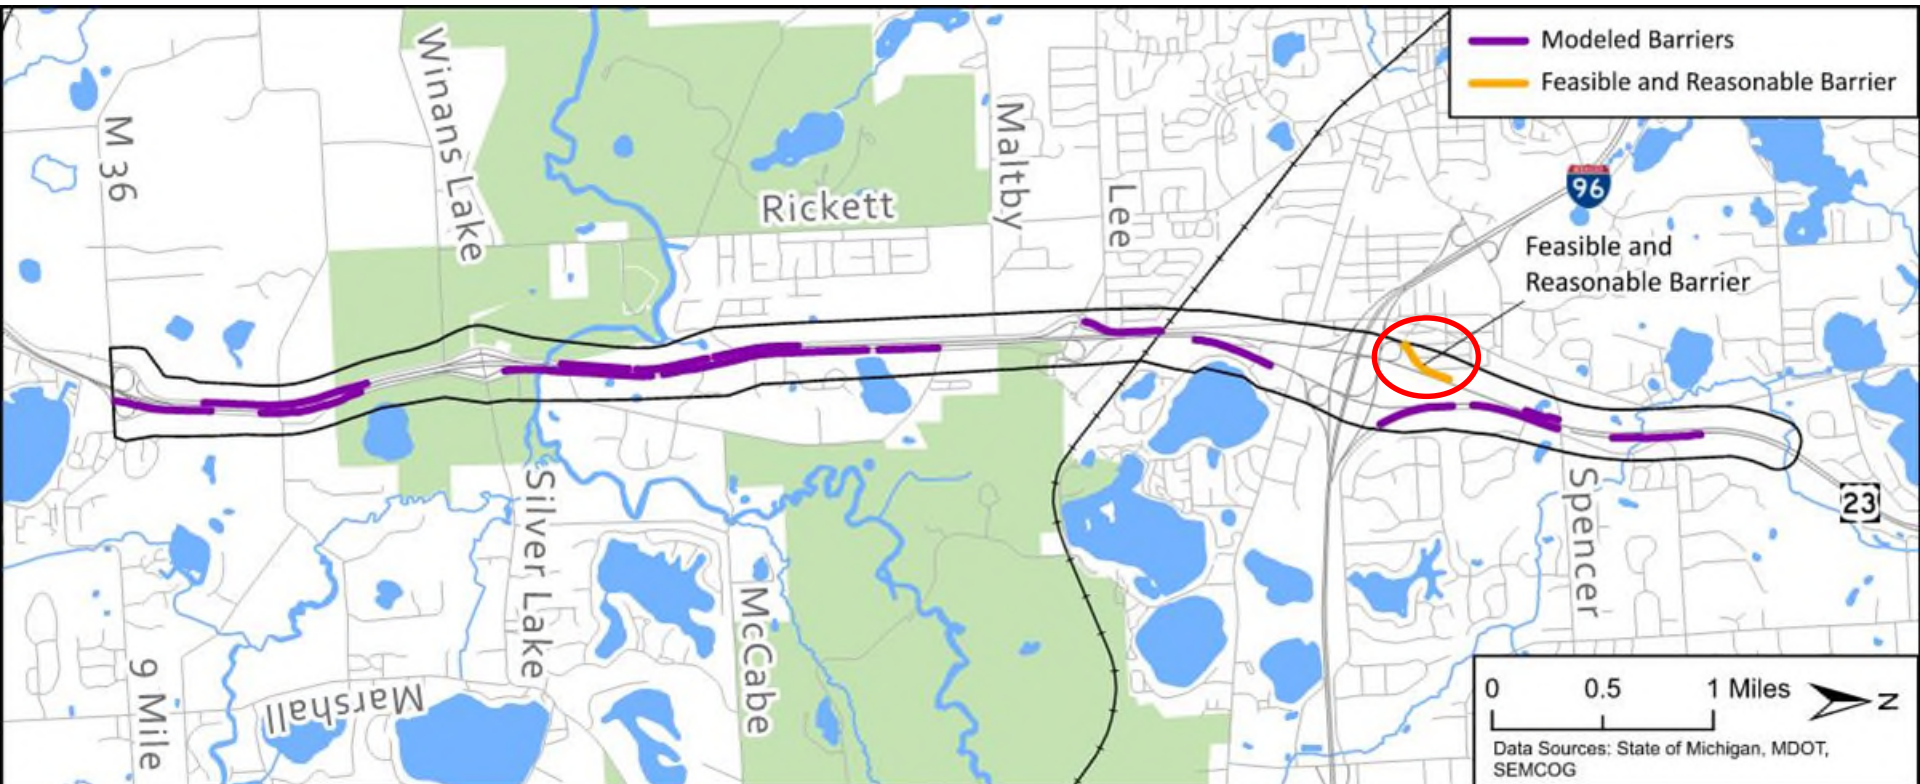 Modeled Barriers
Feasible and Reasonable Barrier
M 36
Winans Lake
Rickett
Maltby
Lee
96
Feasible and
Reasonable Barrier
23
Spencer
Silver Lake
McCabe
9 Mile
Marshall
0 0.5 1 Miles
N
Data Sources: State of Michigan, MDOT,
SEMCOG